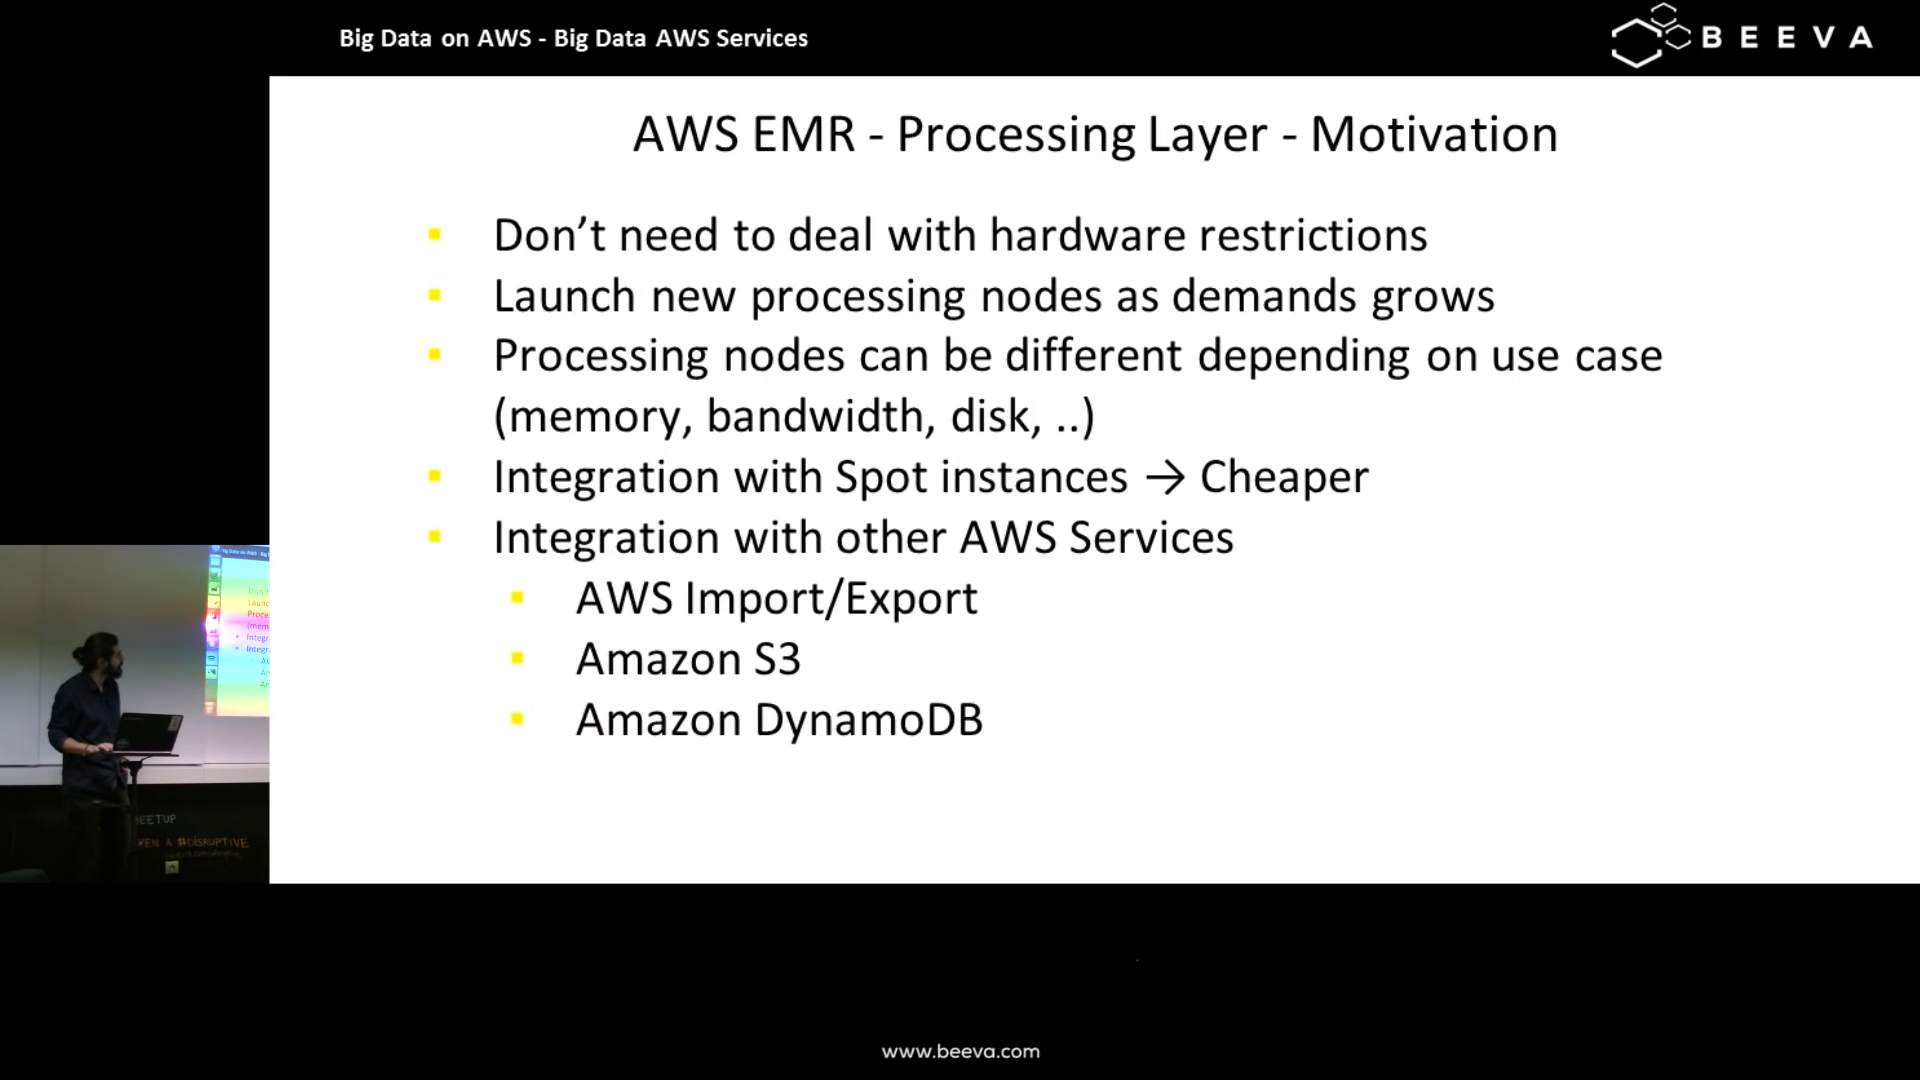 Big Data on AWS - Big Data AWS Services
BEEVA
AWS EMR - Processing Layer - Motivation
Don't need to deal with hardware restrictions
Launch new processing nodes as demands grows
Processing nodes can be different depending on use case
(memory, bandwidth, disk, ..)
Integration with Spot instances → Cheaper
Integration with other AWS Services
AWS Import/Export
Amazon S3
Amazon DynamoDB
MEETUP
#DISRUPTIVE
www.beeva.com